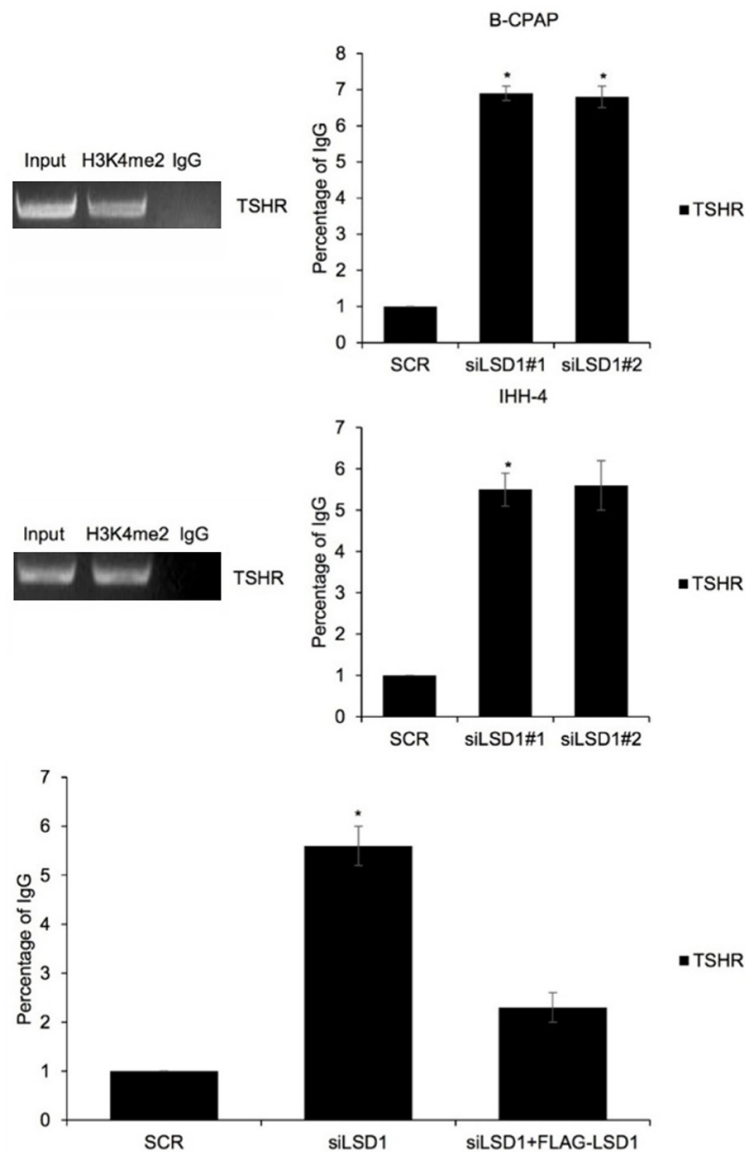 B-CPAP
Input H3K4me2 IgG
TSHR
Percentage of IgG
8
7
6
5
4
3
2
1
0
* *
SCR siLSD1#1 siLSD1#2
TSHR
IHH-4
Input H3K4me2 IgG
TSHR
Percentage of IgG
7
6
5
4
3
2
1
0
*
SCR siLSD1#1 siLSD1#2
TSHR
Percentage of IgG
7
6
5
4
3
2
1
0
*
SCR siLSD1 siLSD1+FLAG-LSD1
TSHR